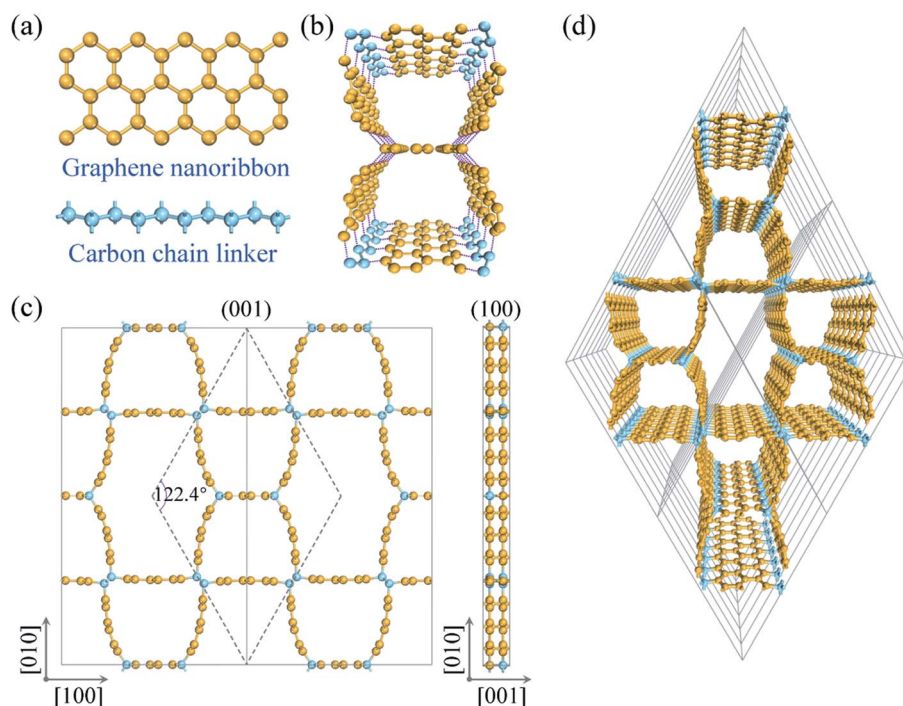 (a)
Graphene nanoribbon
Carbon chain linker
(b)
(c)
(001)
122.4°
[010]
[100]
(100)
[010]
[001]
(d)